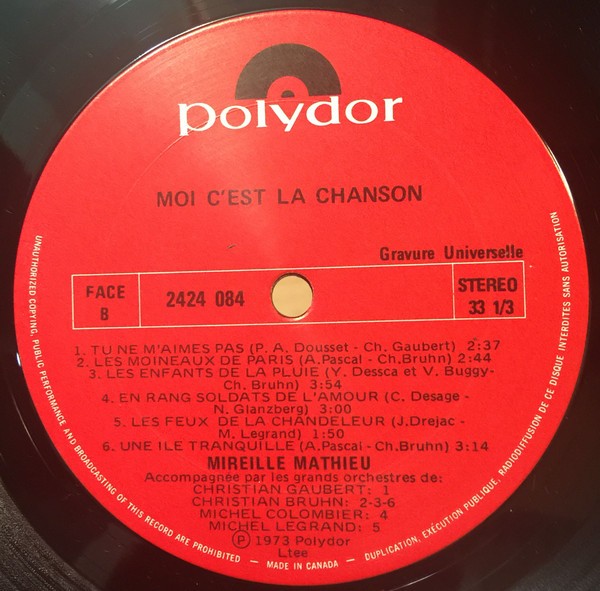 polydor
MOI C'EST LA CHANSON
Gravure Universelle
FACE
B
2424 084
STEREO
33 1/3
1. TU NE M'AIMES PAS (P. A. Dousset - Ch. Gaubert) 2:37
2. LES MOINEAUX DE PARIS (A.Pascal - Ch.Bruhn) 2:44
3. LES ENFANTS DE LA PLUIE (Y. Dessca et V. Buggy-
Ch. Bruhn) 3:54
4. EN RANG SOLDATS DE L'AMOUR (C. Desage -
N. Glanzberg) 3:00
5. LES FEUX DE LA CHANDELEUR (J.Drejac -
M. Legrand) 1:50
6. UNE ILE TRANQUILLE (A.Pascal - Ch.Bruhn) 3:14
MIREILLE MATHIEU
Accompagnée par les grands orchestres de:
CHRISTIAN GAUBERT: 1
CHRISTIAN BRUHN: 2-3-6
MICHEL COLOMBIER: 4
MICHEL LEGRAND: 5
Ⓟ 1973 Polydor
Ltee
UNAUTHORIZED COPYING, PUBLIC PERFORMANCE AND BROADCASTING OF THIS RECORD ARE PROHIBITED — MADE IN CANADA — DUPLICATION, EXÉCUTION PUBLIQUE, RADIODIFFUSION DE CE DISQUE INTERDITES SANS AUTORISATION